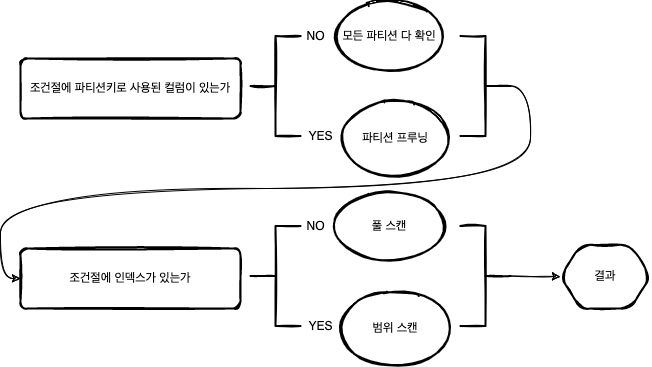 NO
모든 파티션 다 확인
조건절에 파티션키로 사용된 컬럼이 있는가
YES
파티션 프루닝
NO
풀 스캔
조건절에 인덱스가 있는가
결과
YES
범위 스캔